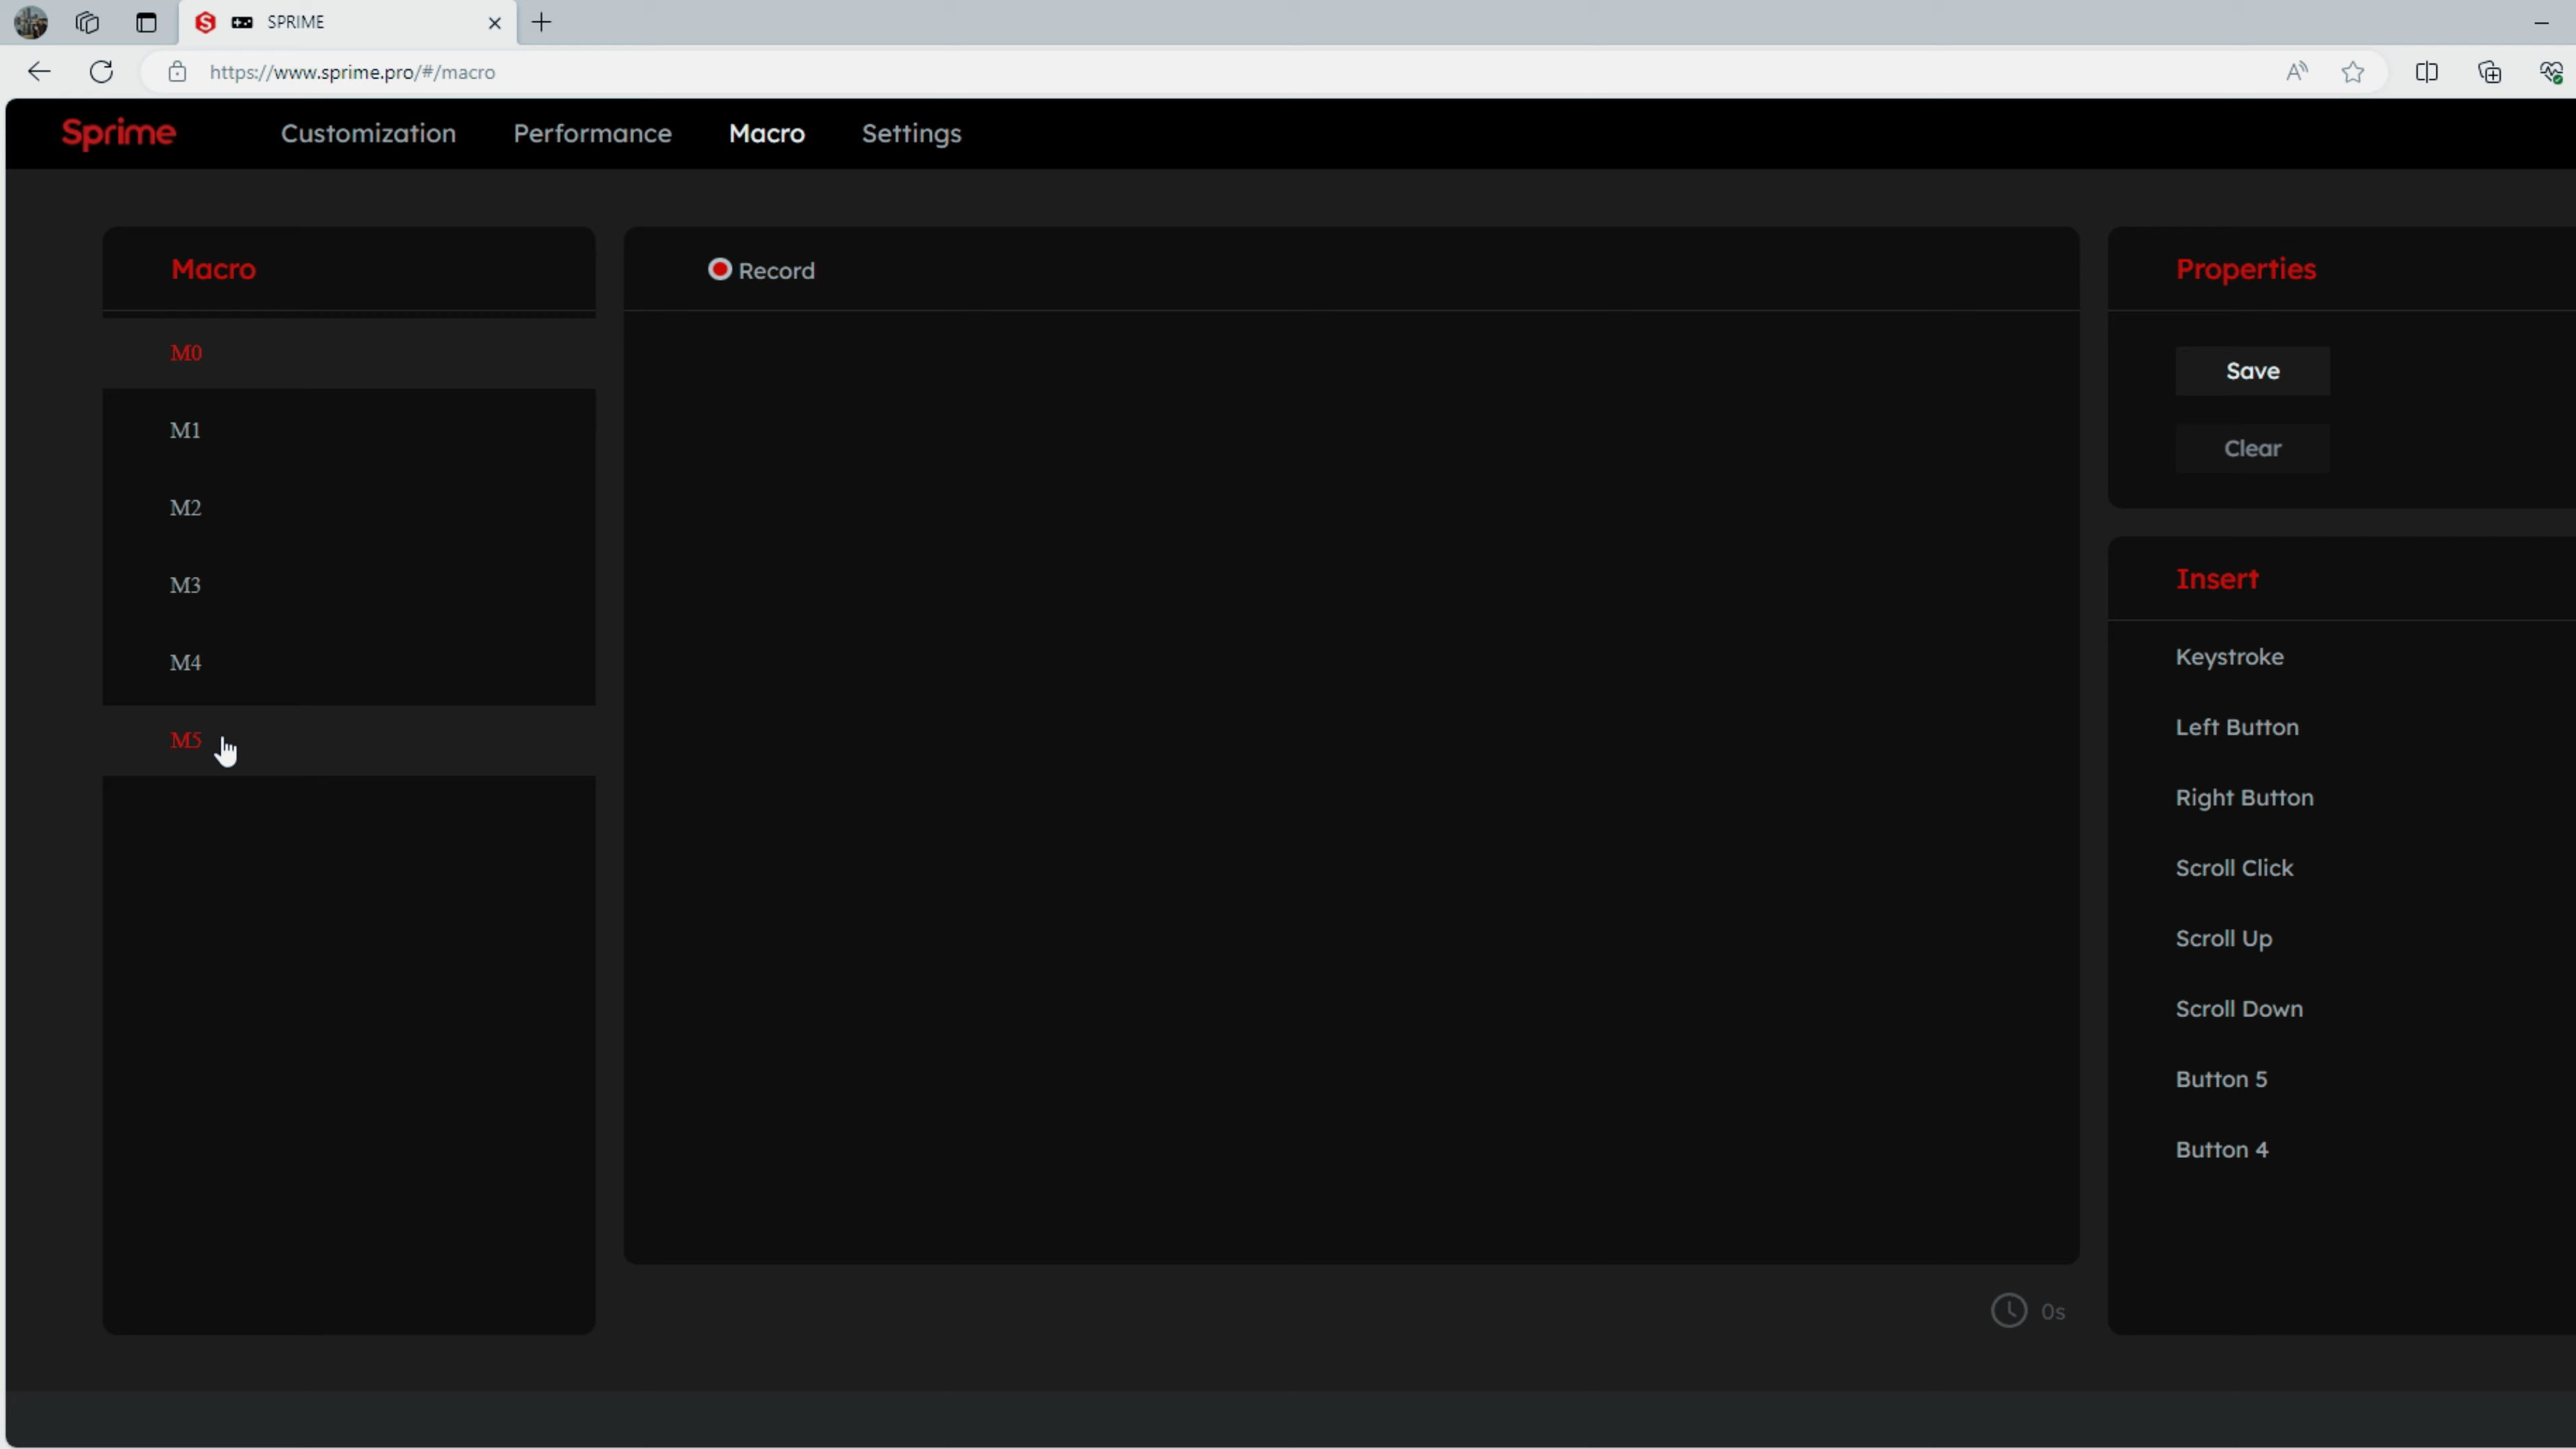 SPRIME
https://www.sprime.pro/#/macro
Sprime Customization Performance Macro Settings
Macro
M0
M1
M2
M3
M4
M5
Record
0s
Properties
Save
Clear
Insert
Keystroke
Left Button
Right Button
Scroll Click
Scroll Up
Scroll Down
Button 5
Button 4